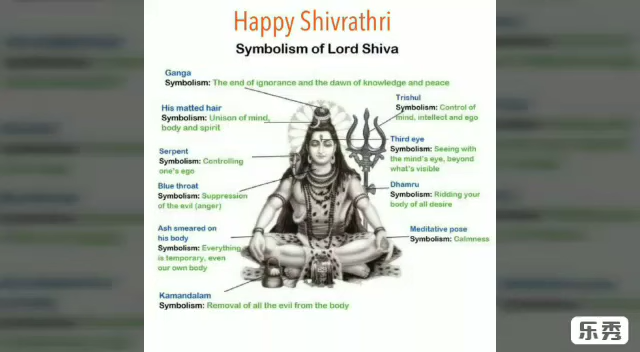 Happy Shivrathri
Symbolism of Lord Shiva
Ganga
Symbolism: The end of ignorance and the dawn of knowledge and peace
His matted hair
Symbolism: Unison of mind,
body and spirit
Serpent
Symbolism: Controlling
one's ego
Blue throat
Symbolism: Suppression
of the evil (anger)
Ash smeared on
his body
Symbolism: Everything
is temporary, even
our own body
Kamandalam
Symbolism: Removal of all the evil from the body
Trishul
Symbolism: Control of
mind, intellect and ego
Third eye
Symbolism: Seeing with
the mind's eye, beyond
what's visible
Dhamru
Symbolism: Ridding your
body of all desire
Meditative pose
Symbolism: Calmness
乐秀